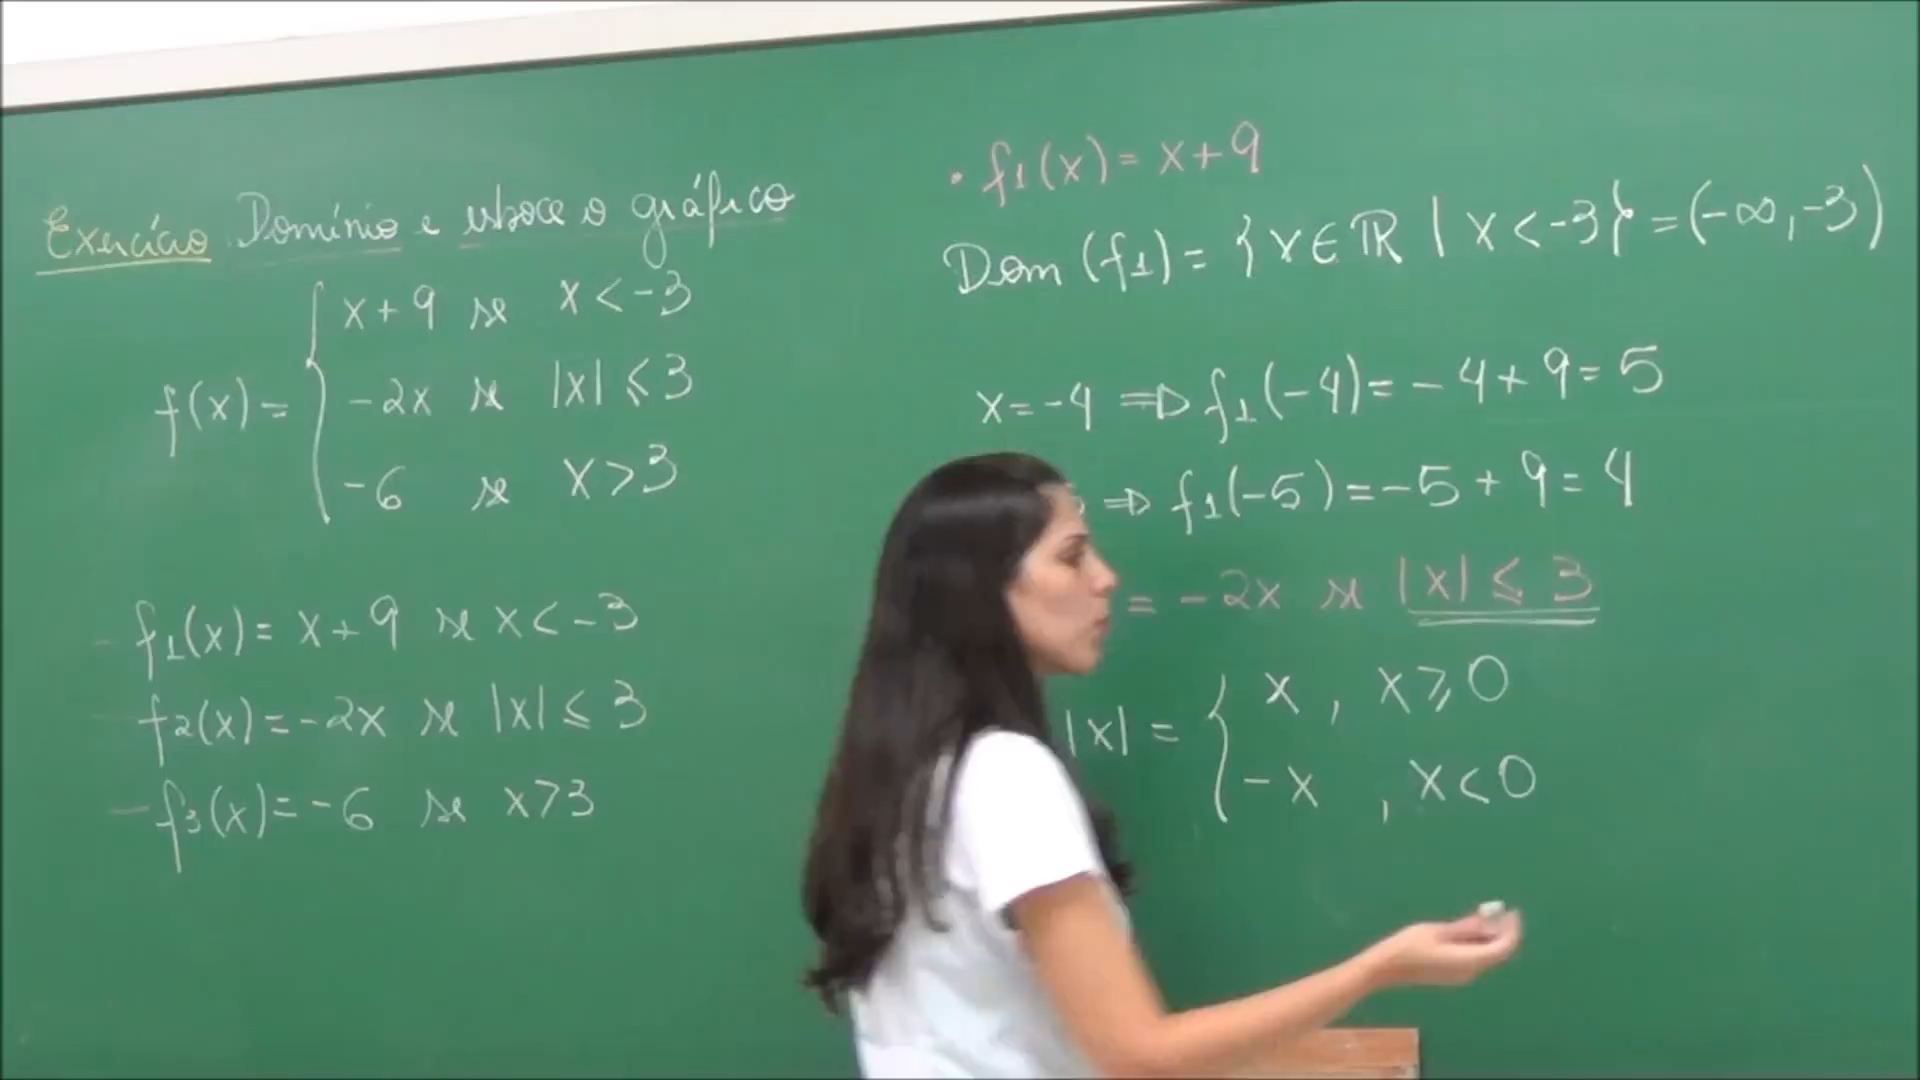 Exercício Domínio e esboce o gráfico
f(x) = { x + 9 se x < -3
-2x se |x| ≤ 3
-6 se x > 3
- f1(x) = x + 9 se x < -3
- f2(x) = -2x se |x| ≤ 3
- f3(x) = -6 se x > 3
• f1(x) = x + 9
Dom (f1) = {x ∈ ℝ | x < -3} = (-∞, -3)
x = -4 ⇒ f1(-4) = -4 + 9 = 5
⇒ f1(-5) = -5 + 9 = 4
= -2x se |x| ≤ 3
|x| = { x , x ≥ 0
-x , x < 0